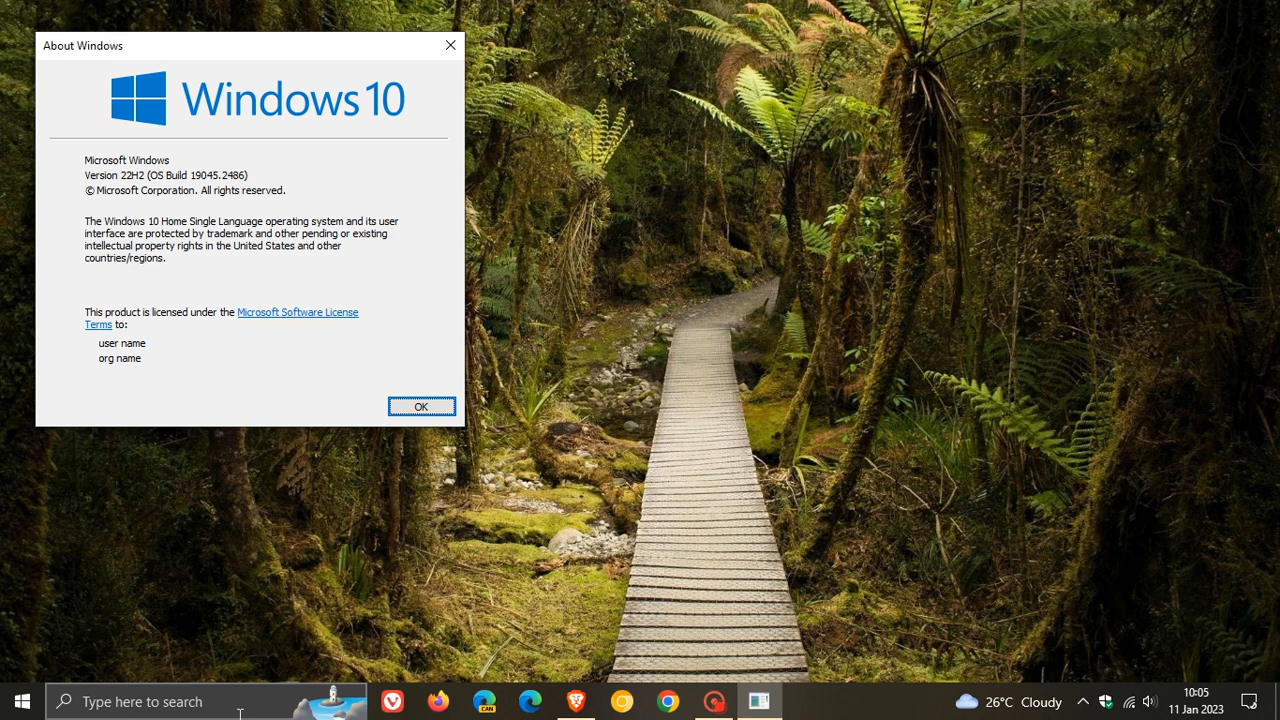 About Windows
Windows 10
Microsoft Windows
Version 22H2 (OS Build 19045.2486)
© Microsoft Corporation. All rights reserved.
The Windows 10 Home Single Language operating system and its user
interface are protected by trademark and other pending or existing
intellectual property rights in the United States and other
countries/regions.
This product is licensed under the Microsoft Software License
Terms to:
user name
org name
OK
Type here to search
CAN
26°C Cloudy
10:05
11 Jan 2023